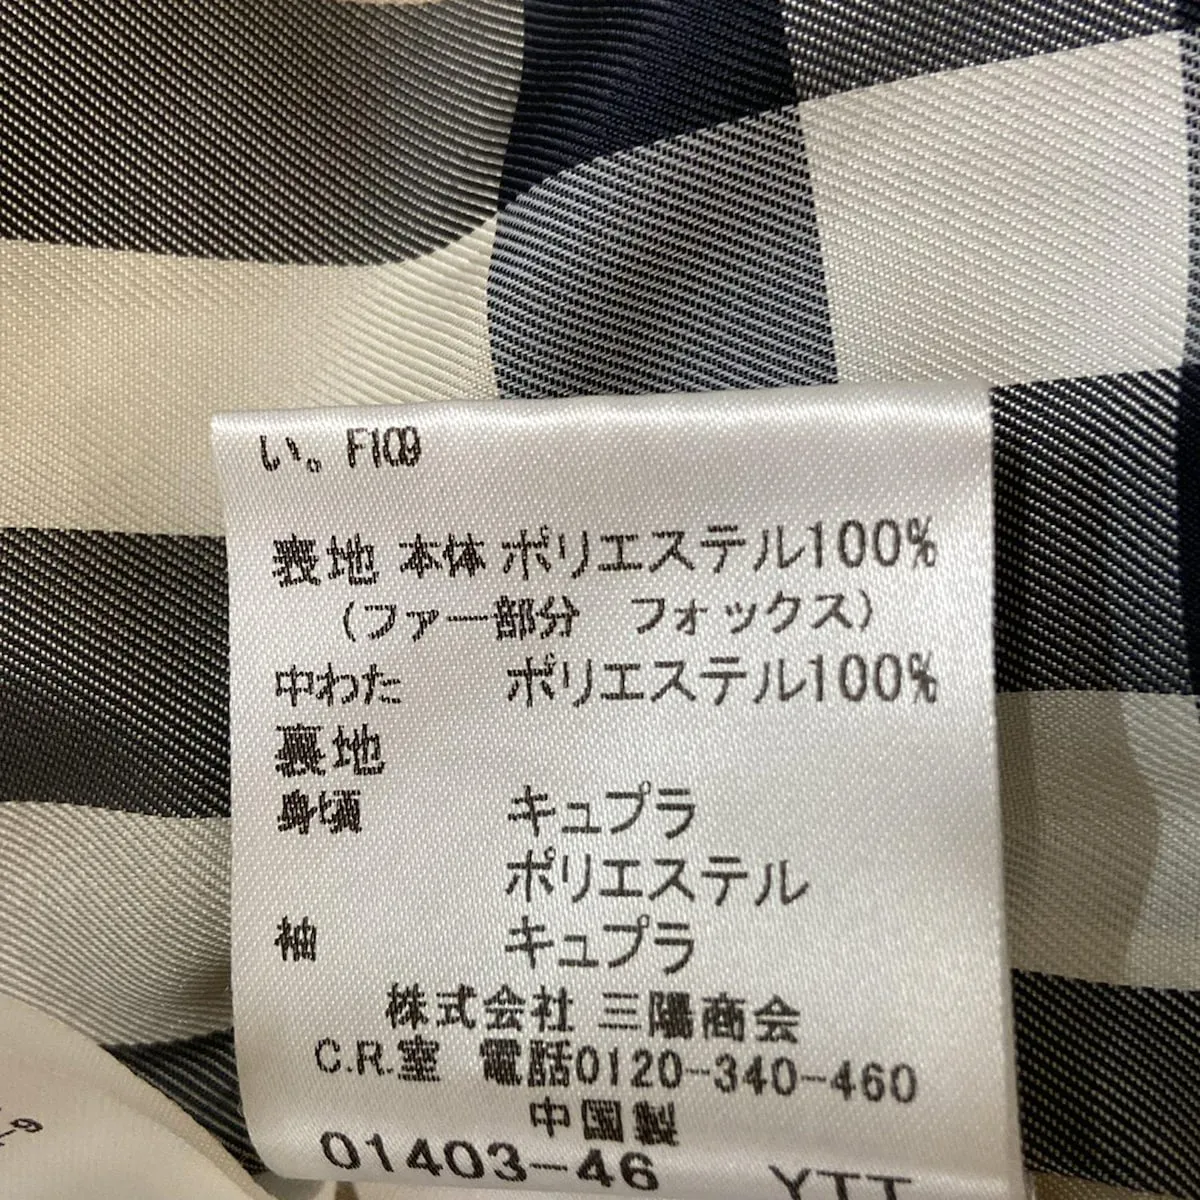 い。F109
表地 本体 ポリエステル100%
(ファー部分 フォックス)
中わた ポリエステル100%
裏地
身頃 キュプラ
ポリエステル
袖 キュプラ
株式会社 三陽商会
C.R.室 電話0120-340-460
中国製
01403-46 YTT